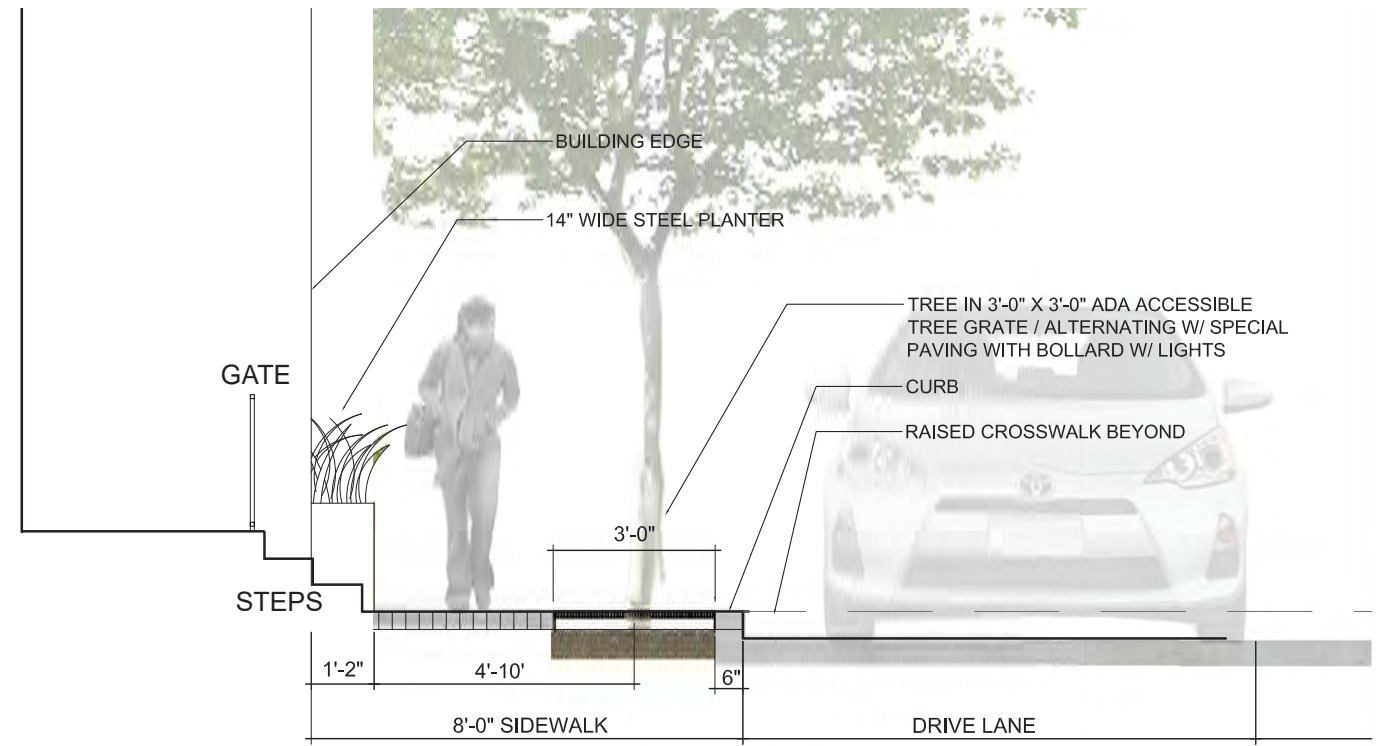 BUILDING EDGE
14" WIDE STEEL PLANTER
TREE IN 3'-0" X 3'-0" ADA ACCESSIBLE
TREE GRATE / ALTERNATING W/ SPECIAL
PAVING WITH BOLLARD W/ LIGHTS
GATE
CURB
RAISED CROSSWALK BEYOND
3'-0"
STEPS
1'-2"
4'-10'
6"
8'-0" SIDEWALK
DRIVE LANE